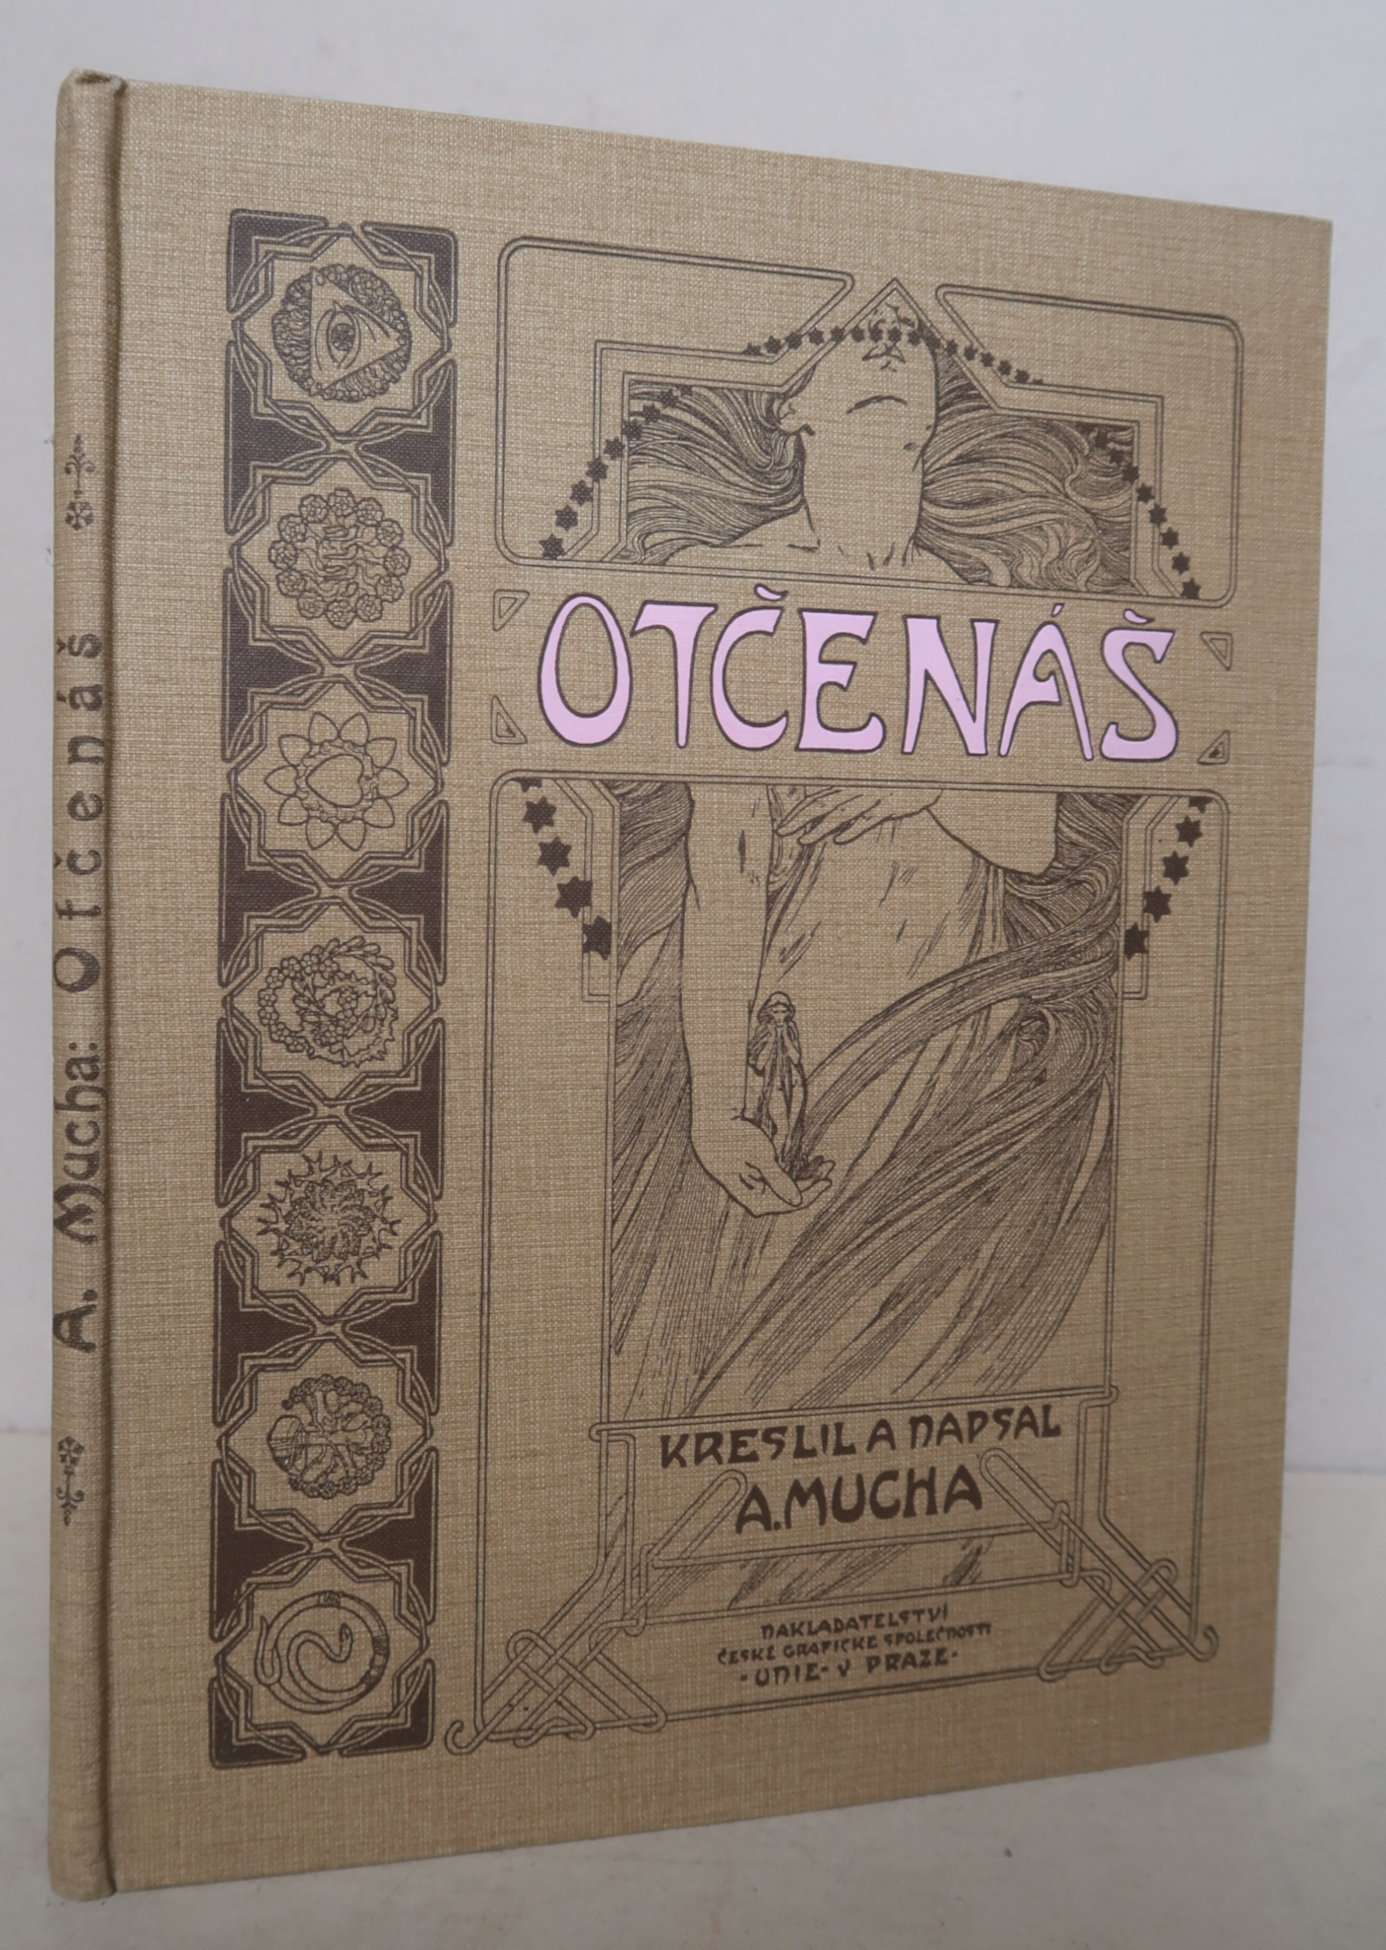 A. Mucha: Otčenáš
OTČENÁŠ
KRESLIL A NAPSAL
A. MUCHA
NAKLADATELSTVÍ
ČESKÉ GRAFICKÉ SPOLEČNOSTI
- UNIE - V PRAZE -